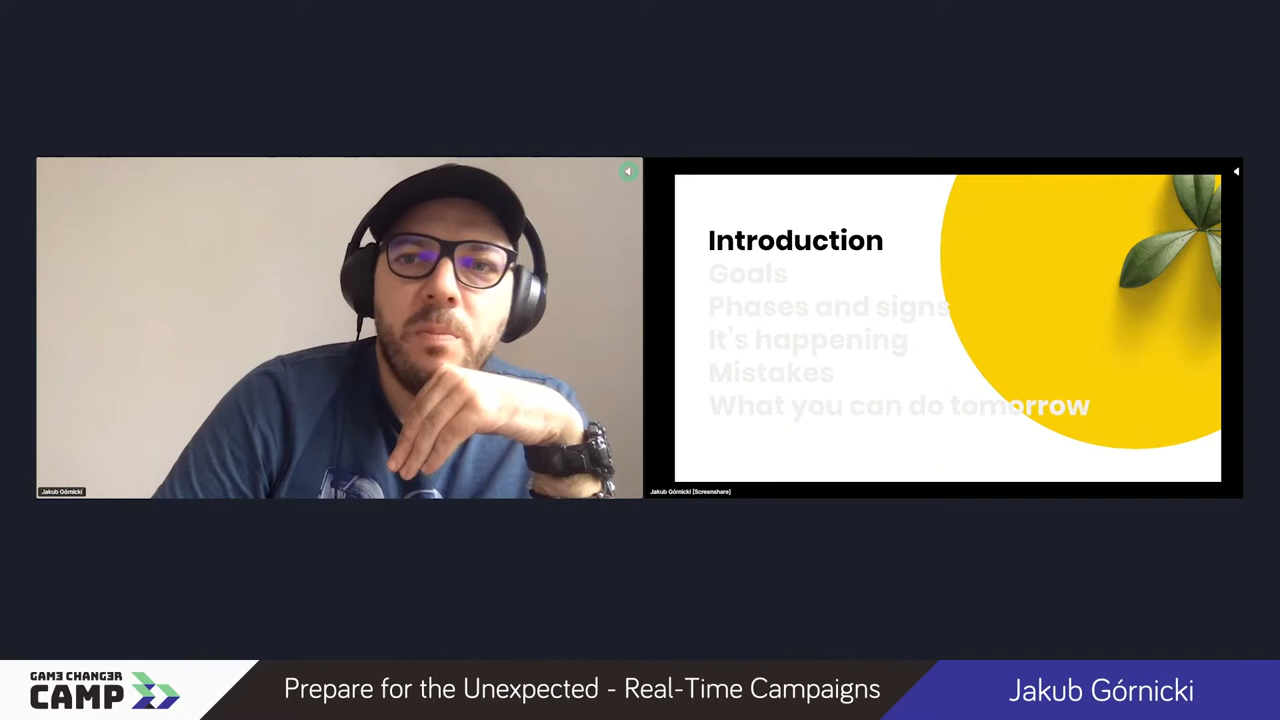 Jakub Górnicki
Introduction
Goals
Phases and signs
It's happening
Mistakes
What you can do tomorrow
Jakub Górnicki [Screenshare]
GAME CHANGER
CAMP
Prepare for the Unexpected - Real-Time Campaigns
Jakub Górnicki